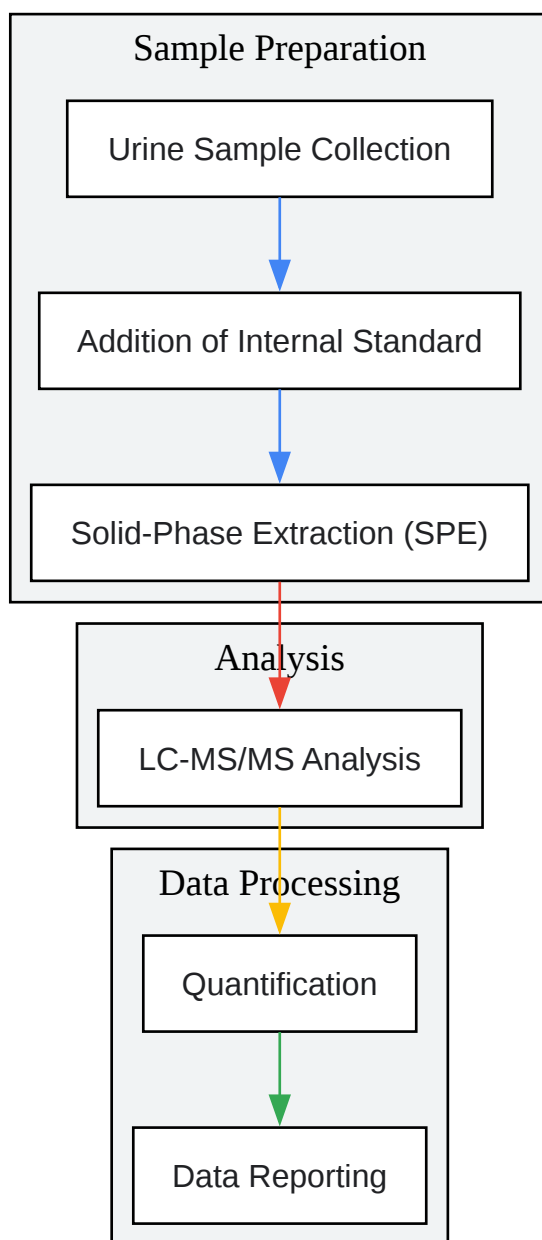 Sample Preparation
Urine Sample Collection
Addition of Internal Standard
Solid-Phase Extraction (SPE)
Analysis
LC-MS/MS Analysis
Data Processing
Quantification
Data Reporting